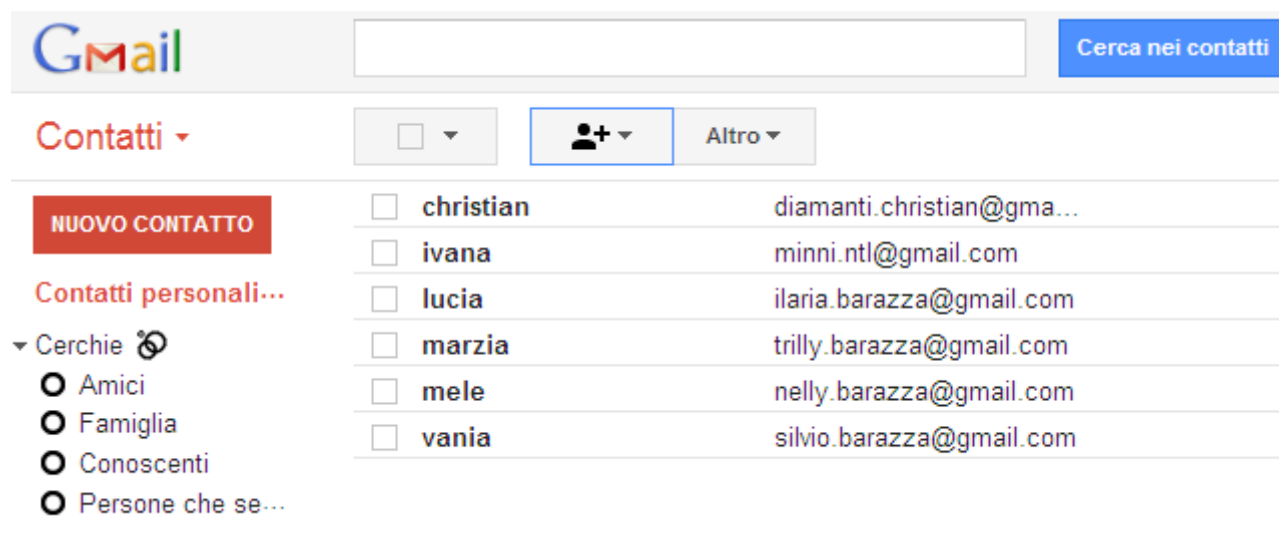 Gmail
Cerca nei contatti
Contatti
Altro
NUOVO CONTATTO
Contatti personali...
Cerchie
Amici
Famiglia
Conoscenti
Persone che se...
christian diamanti.christian@gma...
ivana minni.ntl@gmail.com
lucia ilaria.barazza@gmail.com
marzia trilly.barazza@gmail.com
mele nelly.barazza@gmail.com
vania silvio.barazza@gmail.com